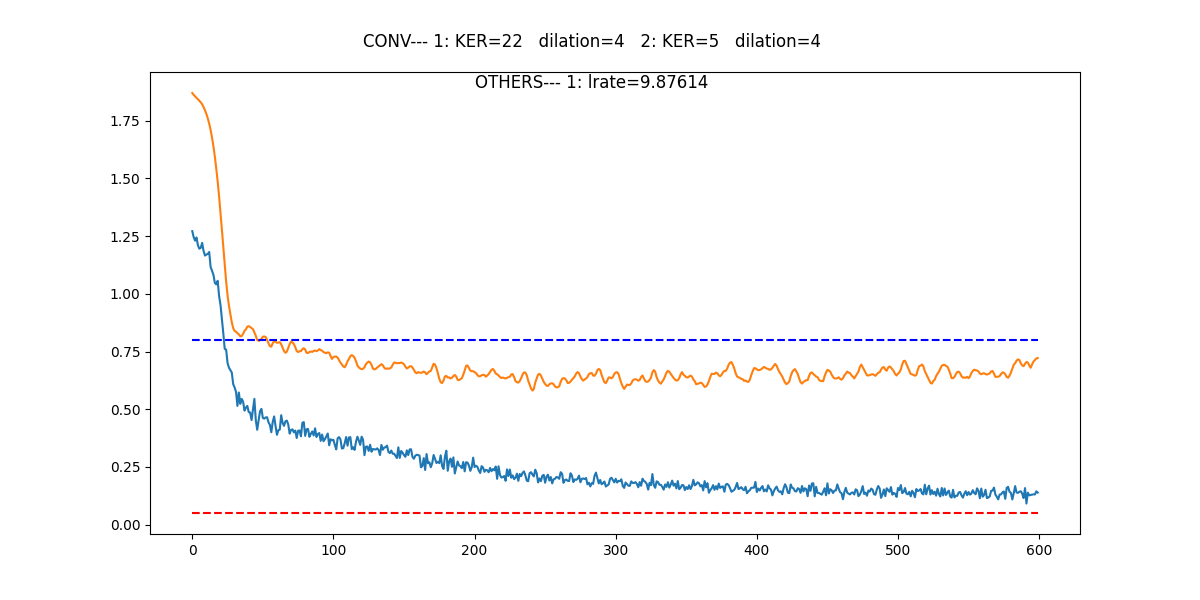 CONV--- 1: KER=22   dilation=4   2: KER=5   dilation=4
OTHERS--- 1: lrate=9.87614
1.75
1.50
1.25
1.00
0.75
0.50
0.25
0.00
0 100 200 300 400 500 600